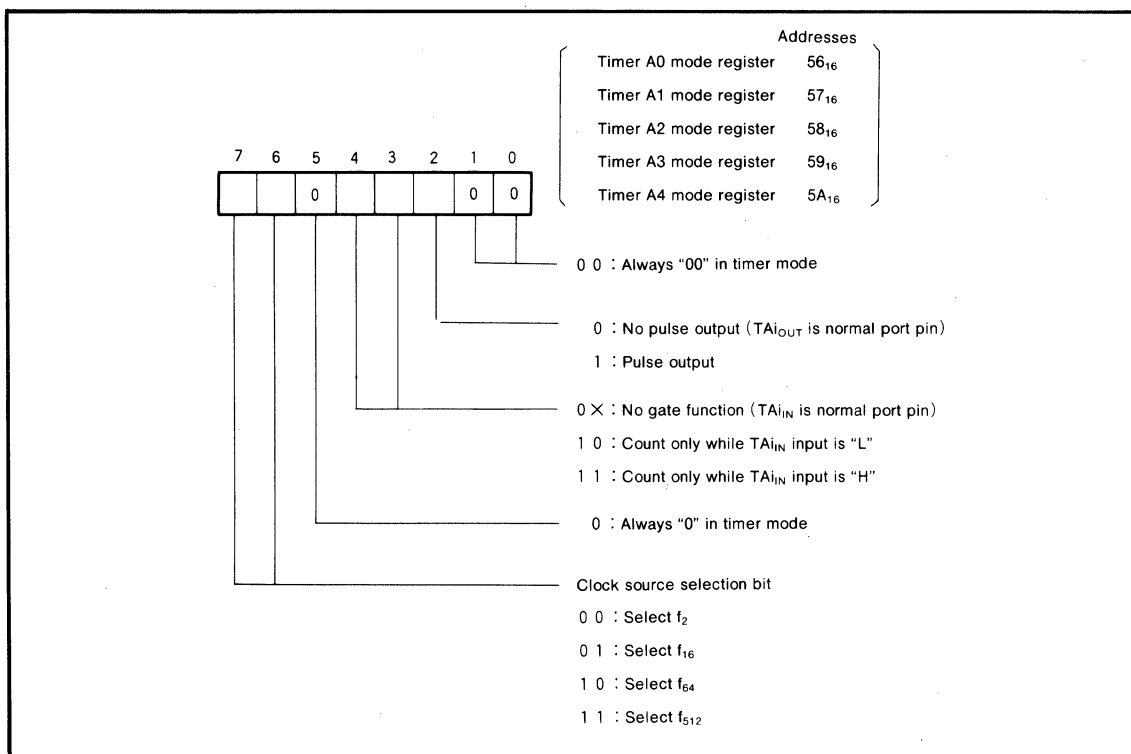 Addresses
Timer A0 mode register 56₁₆
Timer A1 mode register 57₁₆
Timer A2 mode register 58₁₆
Timer A3 mode register 59₁₆
Timer A4 mode register 5A₁₆
7 6 5 4 3 2 1 0
0 0 0
0 0 : Always “00” in timer mode
0 : No pulse output (TAi_OUT is normal port pin)
1 : Pulse output
0 × : No gate function (TAi_IN is normal port pin)
1 0 : Count only while TAi_IN input is “L”
1 1 : Count only while TAi_IN input is “H”
0 : Always “0” in timer mode
Clock source selection bit
0 0 : Select f₂
0 1 : Select f₁₆
1 0 : Select f₆₄
1 1 : Select f₅₁₂